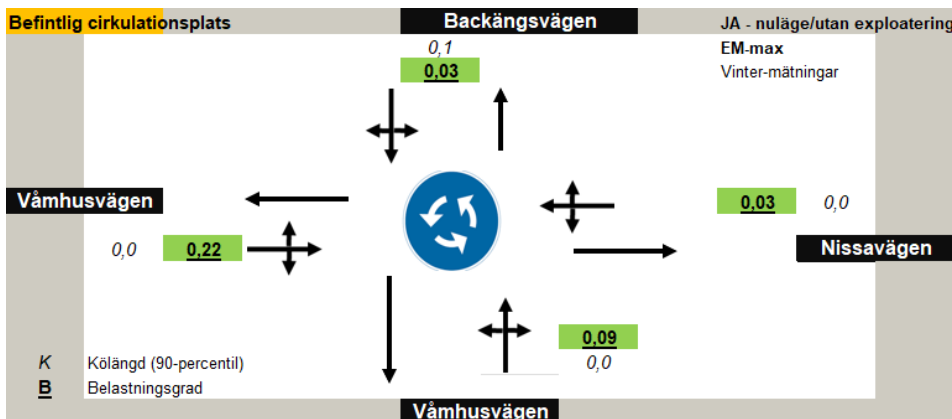 Befintlig cirkulationsplats
Backängsvägen
JA - nuläge/utan exploatering
0,1
EM-max
0,03
Vinter-mätningar
Våmhusvägen
0,03 0,0
0,0 0,22
Nissavägen
0,09
K Kölängd (90-percentil)
0,0
B Belastningsgrad
Våmhusvägen